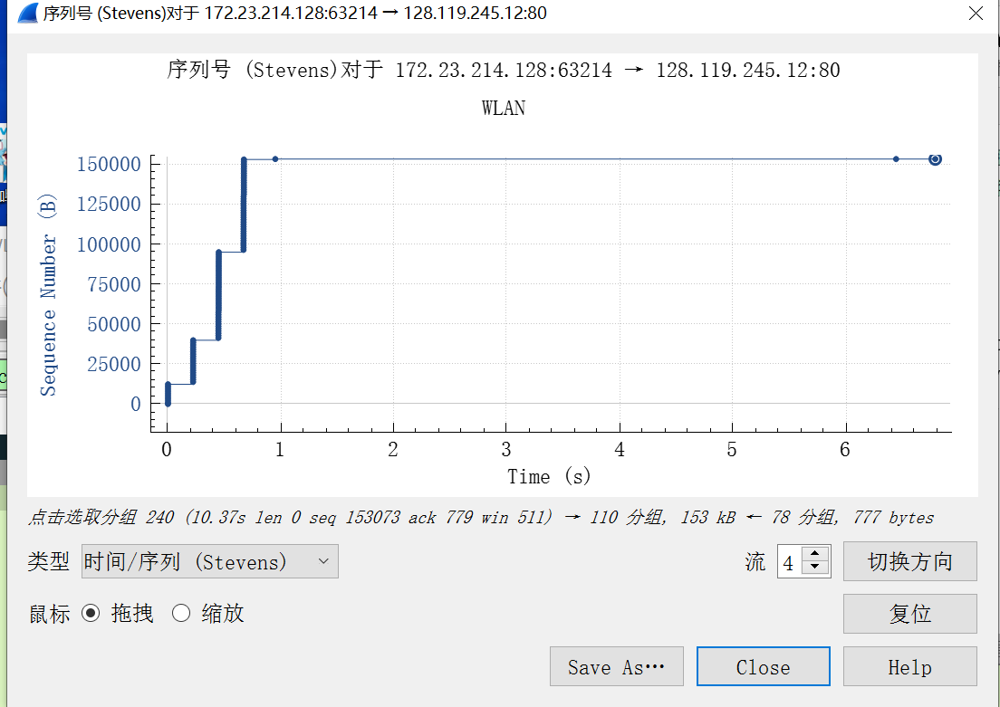 序列号 (Stevens)对于 172.23.214.128:63214 → 128.119.245.12:80
序列号 (Stevens)对于 172.23.214.128:63214 → 128.119.245.12:80
WLAN
Sequence Number (B)
150000
125000
100000
75000
50000
25000
0
0 1 2 3 4 5 6
Time (s)
点击选取分组 240 (10.37s len 0 seq 153073 ack 779 win 511) → 110 分组, 153 kB ← 78 分组, 777 bytes
类型 时间/序列 (Stevens) 流 4 切换方向
鼠标 拖拽 缩放 复位
Save As… Close Help